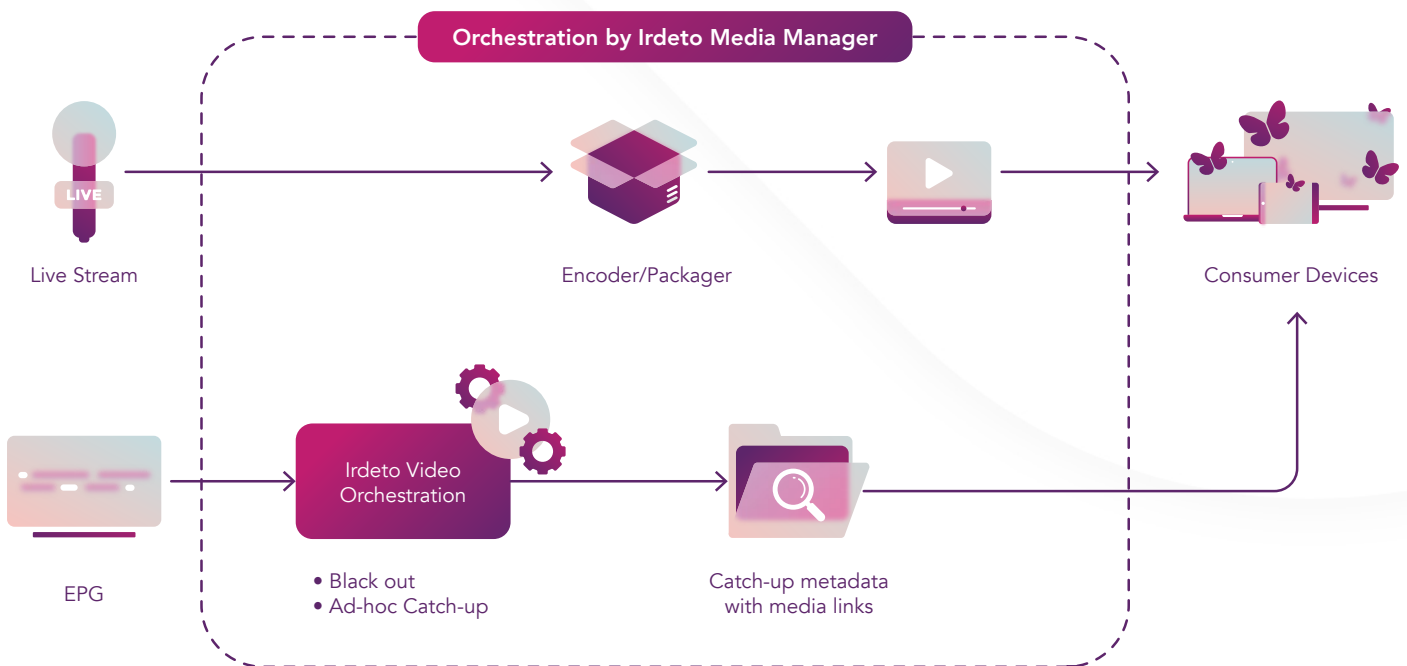 Orchestration by Irdeto Media Manager
LIVE
Live Stream
Encoder/Packager
Consumer Devices
Irdeto Video
Orchestration
EPG
• Black out
• Ad-hoc Catch-up
Catch-up metadata
with media links